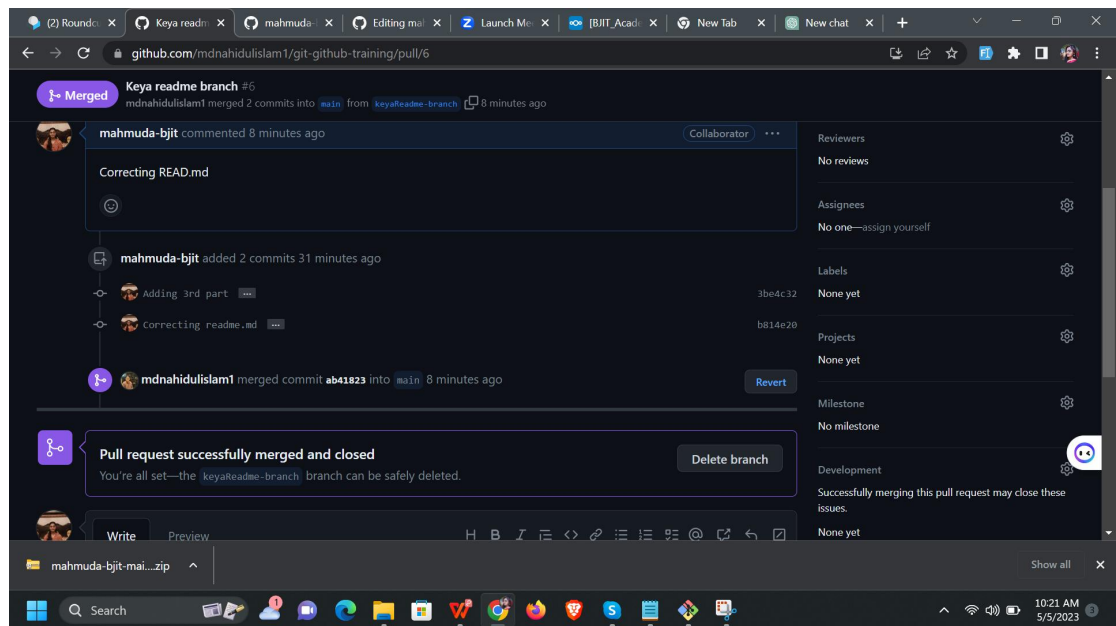 (2) Roundcu
Keya readm
mahmuda-
Editing mah
Launch Me
[BJIT_Acade
New Tab
New chat
github.com/mdnahidulislam1/git-github-training/pull/6
Merged
Keya readme branch #6
mdnahidulislam1 merged 2 commits into main from keyaReadme-branch 8 minutes ago
mahmuda-bjit commented 8 minutes ago
Collaborator
Correcting READ.md
mahmuda-bjit added 2 commits 31 minutes ago
Adding 3rd part
3be4c32
Correcting readme.md
b814e20
mdnahidulislam1 merged commit ab41823 into main 8 minutes ago
Revert
Pull request successfully merged and closed
You're all set—the keyaReadme-branch branch can be safely deleted.
Delete branch
Write
Preview
Reviewers
No reviews
Assignees
No one—assign yourself
Labels
None yet
Projects
None yet
Milestone
No milestone
Development
Successfully merging this pull request may close these
issues.
None yet
mahmuda-bjit-mai....zip
Show all
Search
10:21 AM
5/5/2023